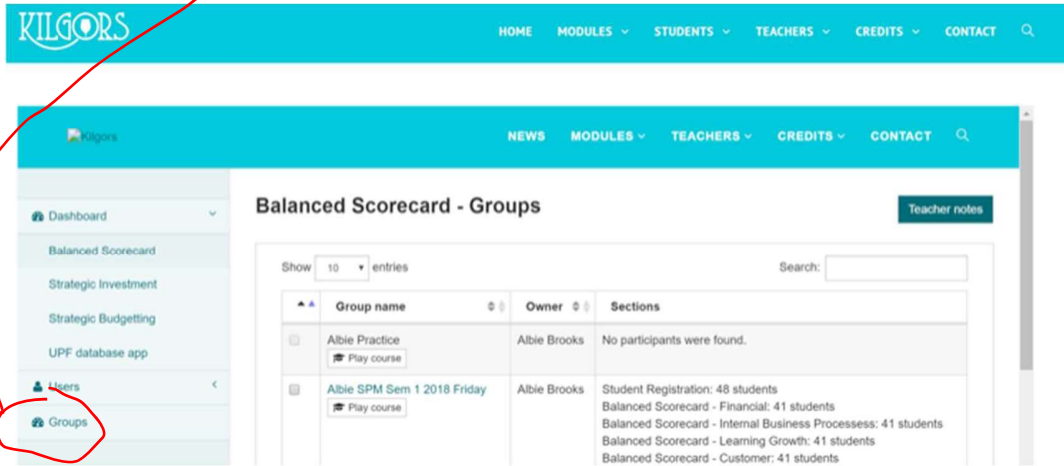 KILGORS
HOME MODULES STUDENTS TEACHERS CREDITS CONTACT
Kilgors
NEWS MODULES TEACHERS CREDITS CONTACT
Dashboard
Balanced Scorecard
Strategic Investment
Strategic Budgetting
UPF database app
Users
Groups
Balanced Scorecard - Groups
Teacher notes
Show 10 entries
Search:
Group name Owner Sections
Albie Practice Albie Brooks No participants were found.
Play course
Albie SPM Sem 1 2018 Friday Albie Brooks Student Registration: 48 students
Play course Balanced Scorecard - Financial: 41 students
Balanced Scorecard - Internal Business Processess: 41 students
Balanced Scorecard - Learning Growth: 41 students
Balanced Scorecard - Customer: 41 students